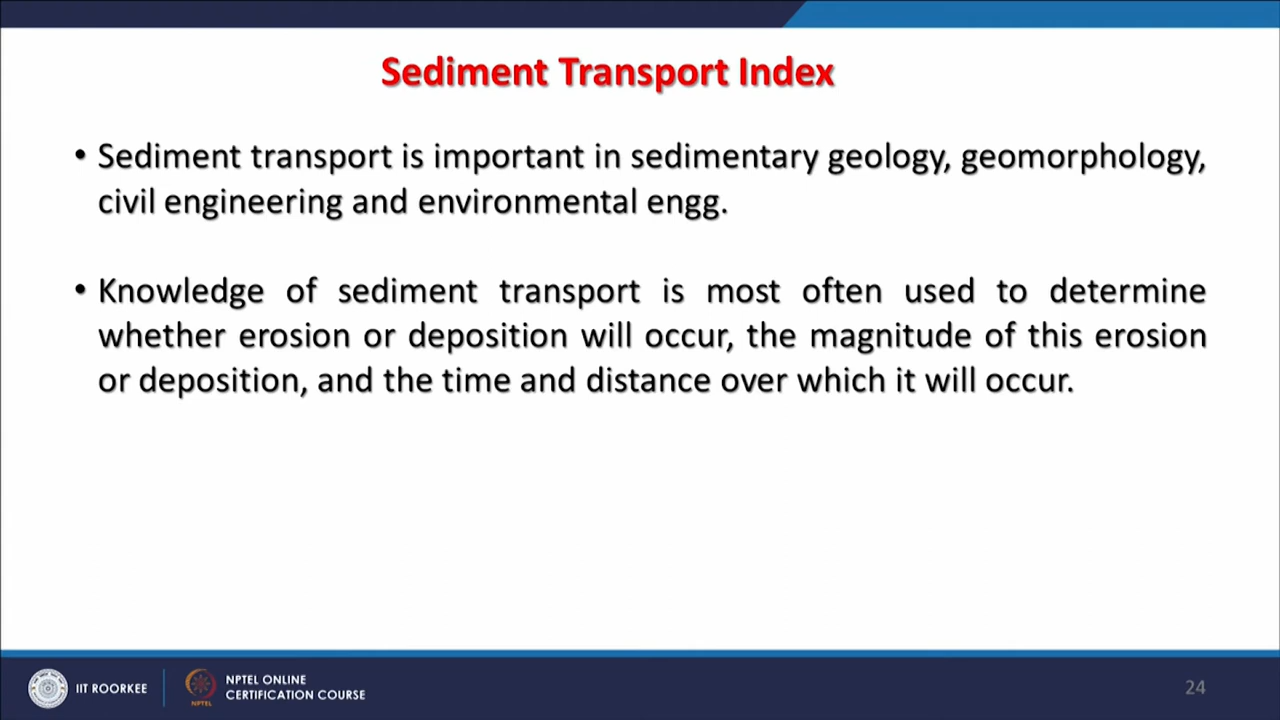 Sediment Transport Index
• Sediment transport is important in sedimentary geology, geomorphology,
civil engineering and environmental engg.
• Knowledge of sediment transport is most often used to determine
whether erosion or deposition will occur, the magnitude of this erosion
or deposition, and the time and distance over which it will occur.
IIT ROORKEE
NPTEL
NPTEL ONLINE
CERTIFICATION COURSE
24